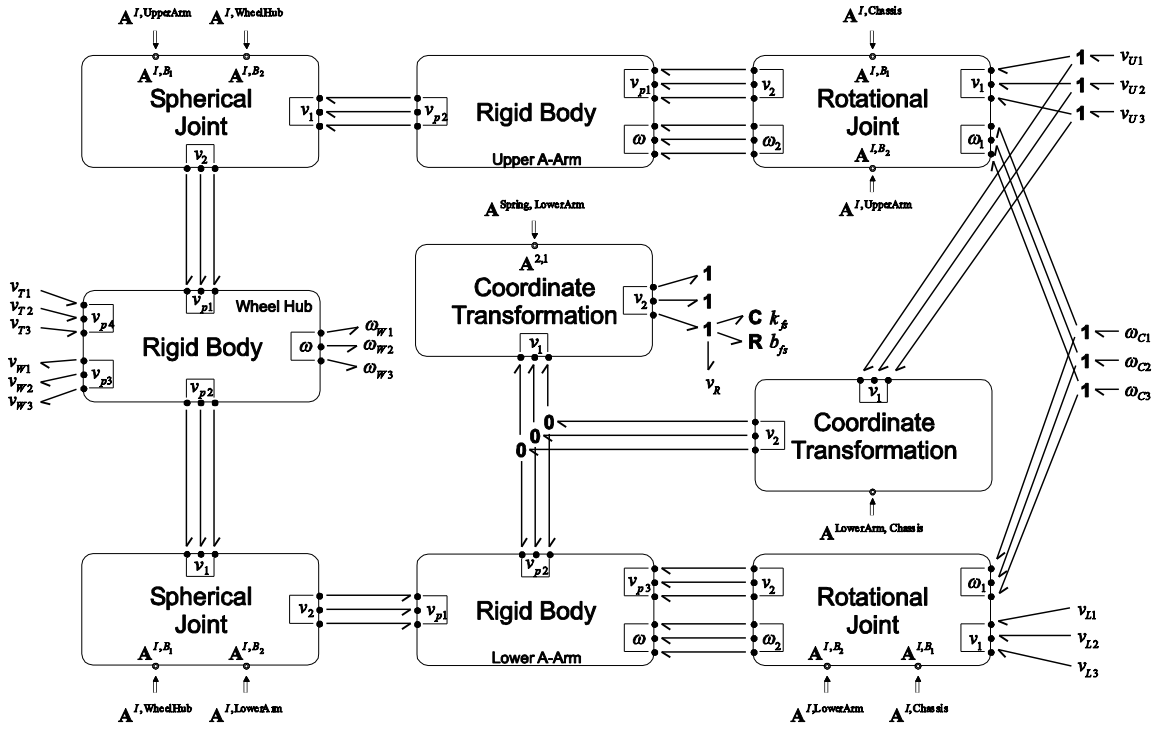 A^{I,UpperArm} A^{I,WheelHub} A^{I,Chassis}
A^{I,B_1} A^{I,B_2} A^{I,B_1}
Spherical Joint
v_1
v_2
v_{p2}
Rigid Body
v_{p1}
ω
Upper A-Arm
v_2
ω_2
Rotational Joint
v_1
ω_1
A^{I,B_2}
A^{I,UpperArm}
1 v_{U1}
1 v_{U2}
1 v_{U3}
A^{Spring, LowerArm}
A^{2,1}
Coordinate Transformation
v_2
v_1
1
1
1
C k_{fs}
R b_{fs}
v_R
v_{T1}
v_{T2}
v_{T3}
v_{p4}
v_{W1}
v_{W2}
v_{W3}
v_{p3}
v_{p1}
Wheel Hub
Rigid Body
ω
v_{p2}
ω_{W1}
ω_{W2}
ω_{W3}
1 ω_{C1}
1 ω_{C2}
1 ω_{C3}
v_1
v_2
Coordinate Transformation
A^{LowerArm, Chassis}
0
0
0
v_1
Spherical Joint
v_2
A^{I,B_1} A^{I,B_2}
A^{I,WheelHub} A^{I,LowerArm}
v_{p2}
v_{p1}
Rigid Body
v_{p3}
ω
Lower A-Arm
v_2
ω_2
Rotational Joint
ω_1
v_1
A^{I,B_2} A^{I,B_1}
A^{I,LowerArm} A^{I,Chassis}
v_{L1}
v_{L2}
v_{L3}